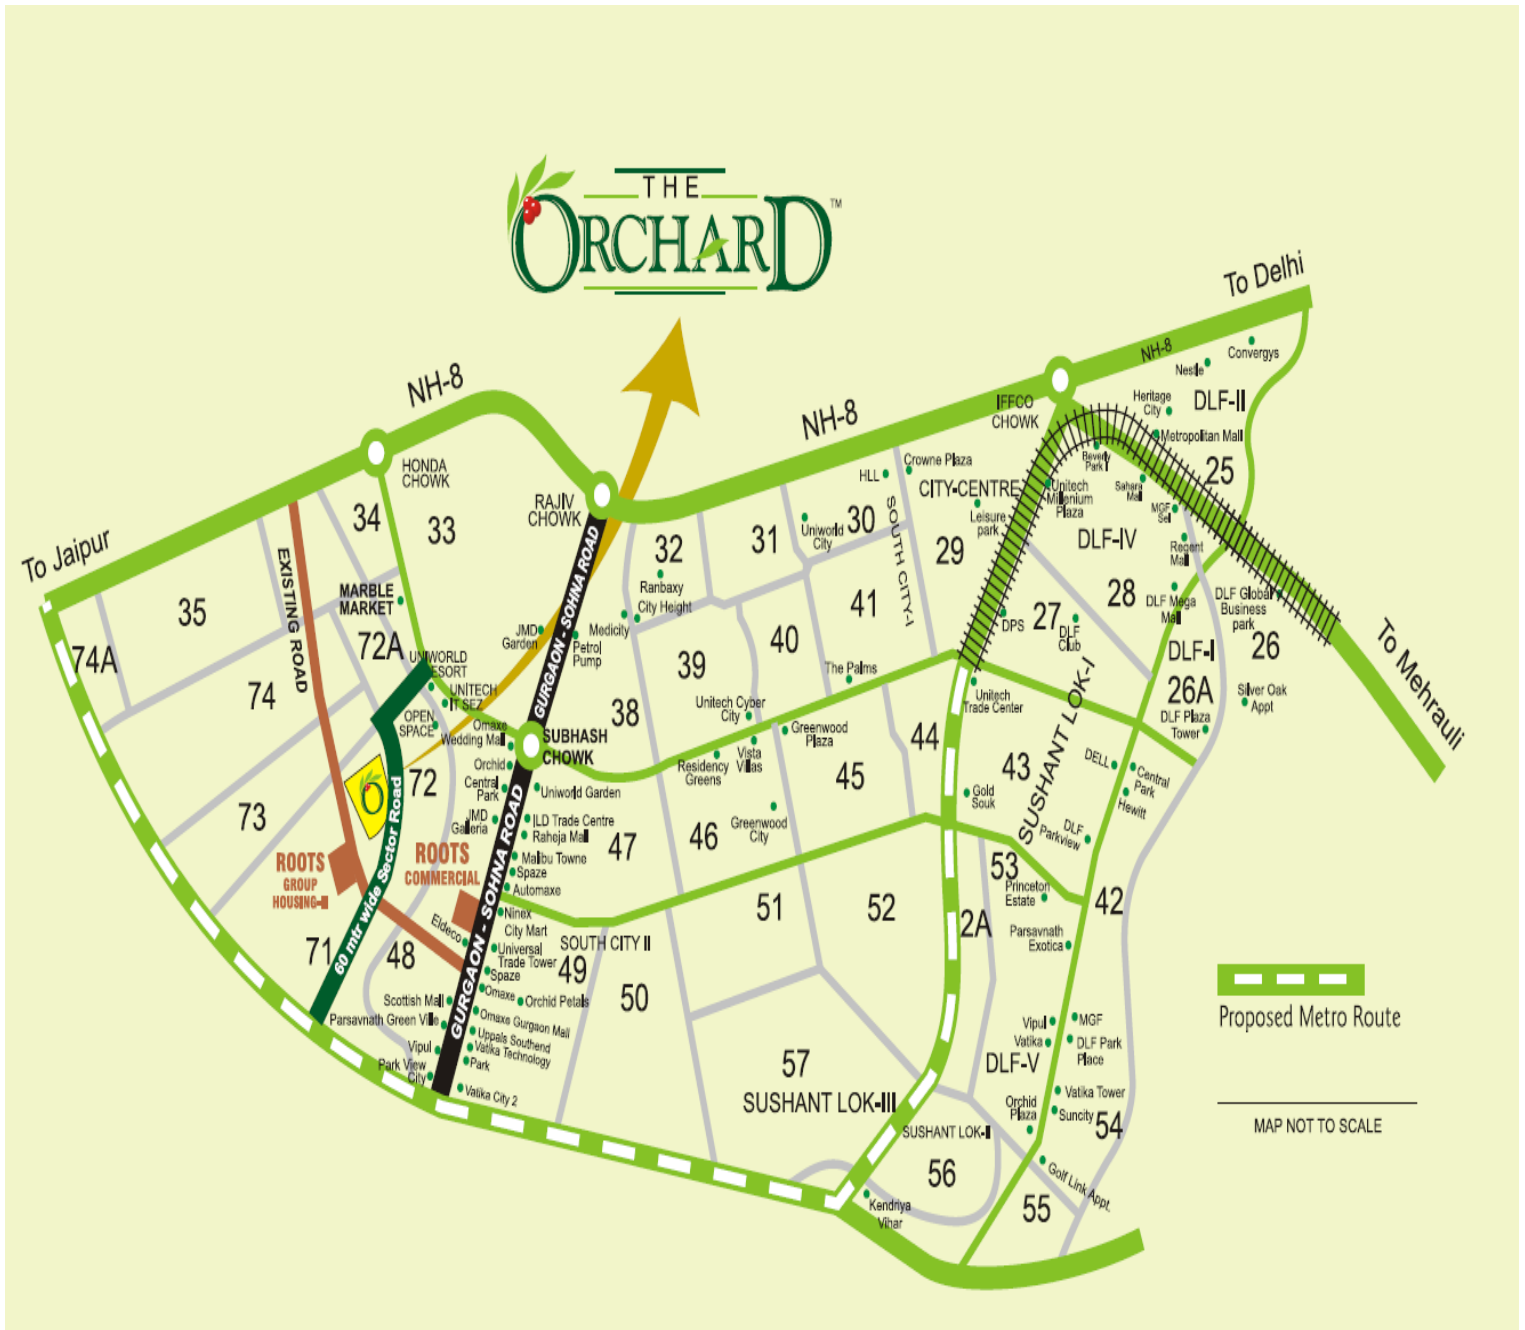 THE
ORCHARD
TM
To Delhi
NH-8
Convergys
Nestle
Heritage
City
DLF-II
Metropolitan Mall
25
IFFCO
CHOWK
NH-8
NH-8
HONDA
CHOWK
RAJIV
CHOWK
To Jaipur
34
33
35
EXISTING ROAD
MARBLE
MARKET
74A
72A
74
UNIWORLD
RESORT
UNITECH
IT SEZ
OPEN
SPACE
Omaxe
Wedding Mall
JMD
Garden
GURGAON - SOHNA ROAD
Petrol
Pump
Medicity
City Height
Ranbaxy
32
31
Uniworld
City
30
HLL
Crowne Plaza
SOUTH CITY-I
CITY-CENTRE
Leisure
park
29
Unitech
Millenium
Plaza
Beverly
Park I
Sahara
Mall
MGF
Regent
Mall
DLF-IV
28
DLF Mega
Mall
DLF Global
Business
park
26
To Mehrauli
27
DLF
Club
DPS
DLF-I
26A
Silver Oak
Appt
DLF Plaza
Tower
41
40
39
38
The Palms
Unitech Cyber
City
Greenwood
Plaza
Vista
Villas
Residency
Greens
Unitech
Trade Center
SUSHANT LOK-I
44
43
45
46
47
Greenwood
City
Gold
Souk
DELL
Central
Park
Hewitt
DLF
Parkview
SUBHASH
CHOWK
Orchid
Central
Park
JMD
Galleria
Uniworld Garden
ILD Trade Centre
Raheja Mall
Malibu Towne
Spaze
Automaxe
GURGAON - SOHNA ROAD
72
73
O
60 mtr wide Sector Road
ROOTS
GROUP
HOUSING-II
ROOTS
COMMERCIAL
71
48
Eldeco
Ninex
City Mart
Universal
Trade Tower
Spaze
Omaxe
Orchid Petals
SOUTH CITY II
49
50
51
52
53
Princeton
Estate
42
2A
Parsavnath
Exotica
Scottish Mall
Parsavnath Green Ville
Vipul
Park View
City
Omaxe Gurgaon Mall
Uppals Southend
Vatika Technology
Park
Vatika City 2
57
SUSHANT LOK-III
SUSHANT LOK-II
56
Kendriya
Vihar
Vipul
Vatika
MGF
DLF Park
Place
DLF-V
Vatika Tower
Orchid
Plaza
Suncity
54
Golf Link Appt.
55
Proposed Metro Route
MAP NOT TO SCALE